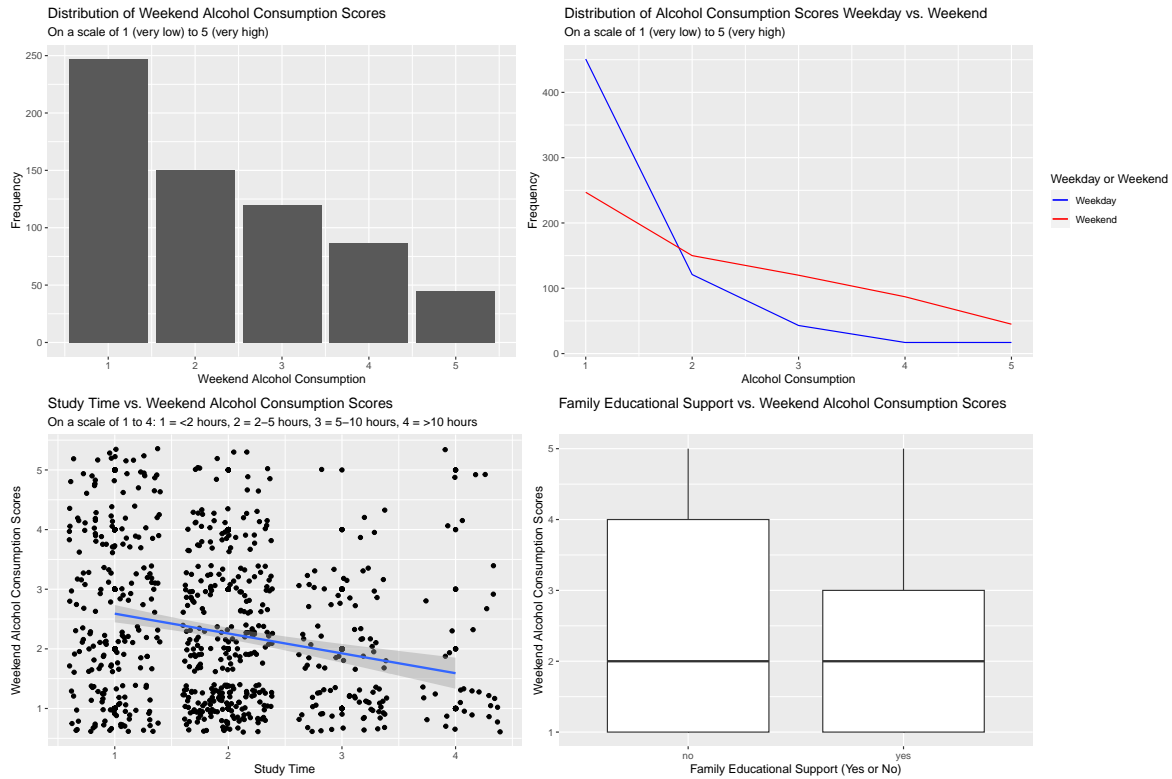 Distribution of Weekend Alcohol Consumption Scores
On a scale of 1 (very low) to 5 (very high)
250
200
150
100
50
0
Frequency
1 2 3 4 5
Weekend Alcohol Consumption
Distribution of Alcohol Consumption Scores Weekday vs. Weekend
On a scale of 1 (very low) to 5 (very high)
400
300
200
100
0
Frequency
1 2 3 4 5
Alcohol Consumption
Weekday or Weekend
Weekday
Weekend
Study Time vs. Weekend Alcohol Consumption Scores
On a scale of 1 to 4: 1 = <2 hours, 2 = 2–5 hours, 3 = 5–10 hours, 4 = >10 hours
5
4
3
2
1
Weekend Alcohol Consumption Scores
1 2 3 4
Study Time
Family Educational Support vs. Weekend Alcohol Consumption Scores
5
4
3
2
1
Weekend Alcohol Consumption Scores
no yes
Family Educational Support (Yes or No)